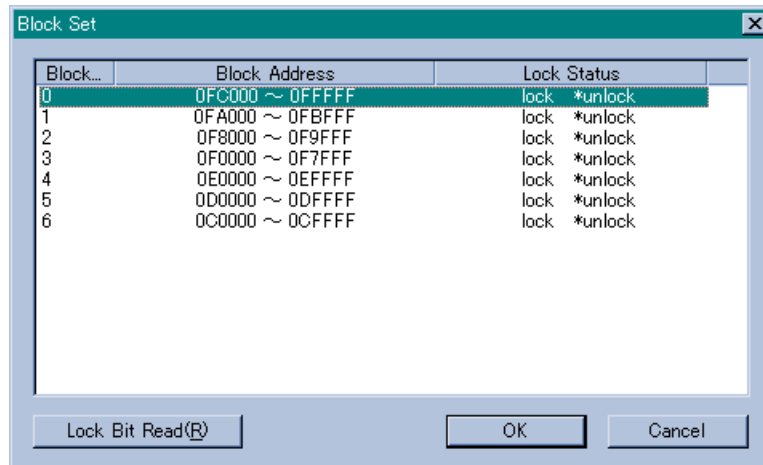 Block Set
Block... Block Address Lock Status
0 0FC000 ～ 0FFFFF lock *unlock
1 0FA000 ～ 0FBFFF lock *unlock
2 0F8000 ～ 0F9FFF lock *unlock
3 0F0000 ～ 0F7FFF lock *unlock
4 0E0000 ～ 0EFFFF lock *unlock
5 0D0000 ～ 0DFFFF lock *unlock
6 0C0000 ～ 0CFFFF lock *unlock
Lock Bit Read(R) OK Cancel